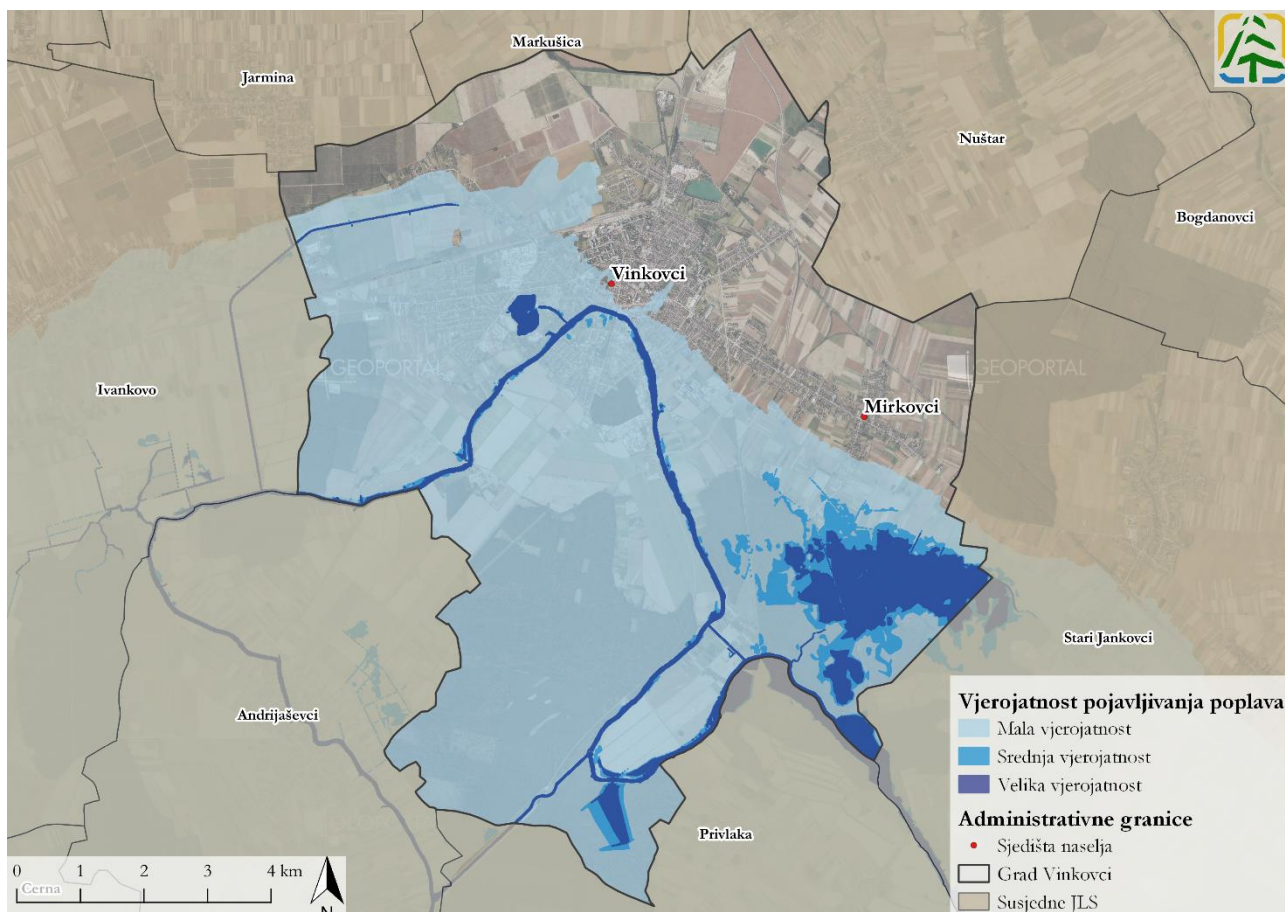 Markušica
Jarmina
Nuštar
Bogdanovci
Vinkovci
GEOPORTAL
GEOPORTAL
Ivankovo
Mirkovci
Stari Jankovci
Andrijaševci
Privlaka
Cerna
0 1 2 3 4 km
N
Vjerojatnost pojavljivanja poplava
Mala vjerojatnost
Srednja vjerojatnost
Velika vjerojatnost
Administrativne granice
Sjedišta naselja
Grad Vinkovci
Susjedne JLS